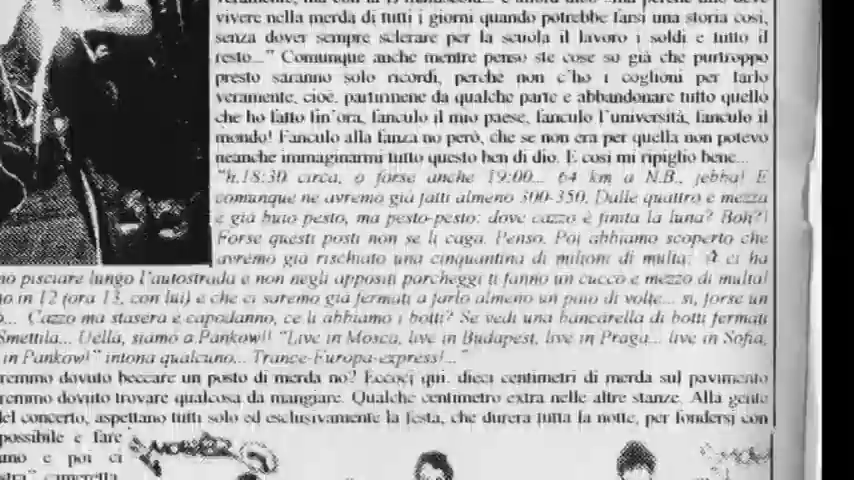 veramente, ma con la
vivere nella merda di tutti i giorni quando potrebbe farsi una storia così,
senza dover sempre sclerare per la scuola il lavoro i soldi e tutto il
resto..." Comunque anche mentre penso ste cose so già che purtroppo
presto saranno solo ricordi, perchè non c'ho i coglioni per farlo
veramente, cioè, partirmene da qualche parte e abbandonare tutto quello
che ho fatto fin'ora, fanculo il mio paese, fanculo l'università, fanculo il
mondo! Fanculo alla fanza no però, che se non era per quella non potevo
neanche immaginarmi tutto questo ben di dio. E così mi ripiglio bene...
"h.18:30 circa, o forse anche 19:00... 64 km a N.B., jebba! E
comunque ne avremo già fatti almeno 300-350. Dalle quattro e mezza
è già buio pesto, ma pesto-pesto: dove cazzo è finita la luna? Boh?!
Forse questi posti non se li caga. Penso. Poi abbiamo scoperto che
avremo già rischiato una cinquantina di milioni di multa: ci ha
pisciare lungo l'autostrada e non negli appositi parcheggi ti fanno un cucco e mezzo di multa!
in 12 (ora 13, con lui) e che ci saremo già fermati a farlo almeno un paio di volte... sì, forse un
Cazzo ma stasera è capodanno, ce li abbiamo i botti? Se vedi una bancarella di botti fermati
Smettila... Uella, siamo a Pankow!! "Live in Mosca, live in Budapest, live in Praga... live in Sofia,
in Pankow!" intona qualcuno... Trance-Europa-express!..."
dovuto beccare un posto di merda no? Eccoci qui, dieci centimetri di merda sul pavimento
dovuto trovare qualcosa da mangiare. Qualche centimetro extra nelle altre stanze. Alla gente
concerto, aspettano tutti solo ed esclusivamente la festa, che durerà tutta la notte, per fondersi con
possibile e fare
e poi ci
cameretta